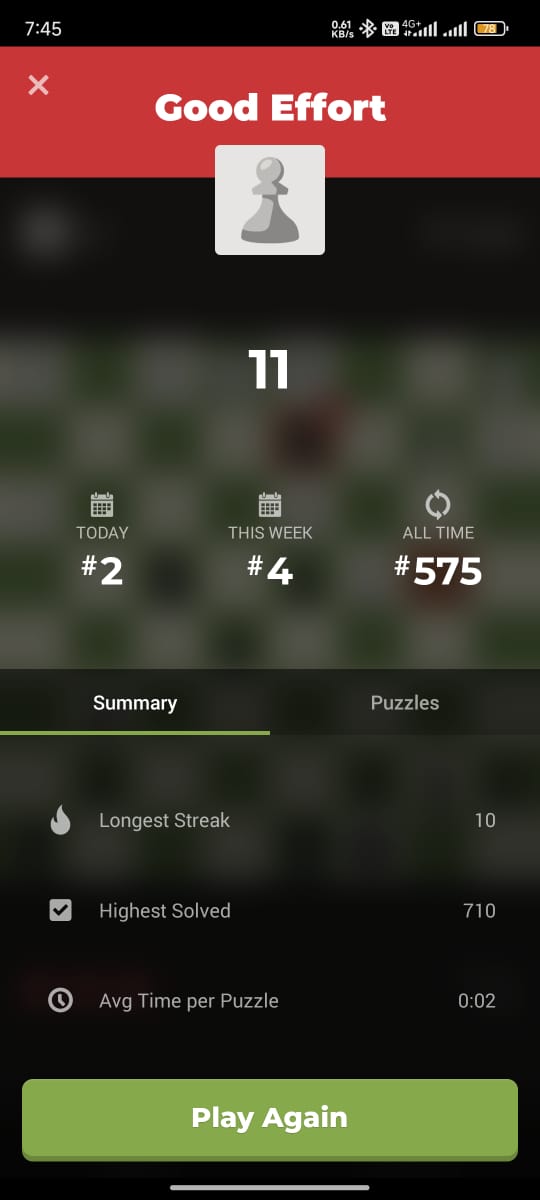 7:45
0.61
KB/s
Vo
LTE
4G+
78
Good Effort
11
TODAY
THIS WEEK
ALL TIME
#2
#4
#575
Summary
Puzzles
Longest Streak
10
Highest Solved
710
Avg Time per Puzzle
0:02
Play Again